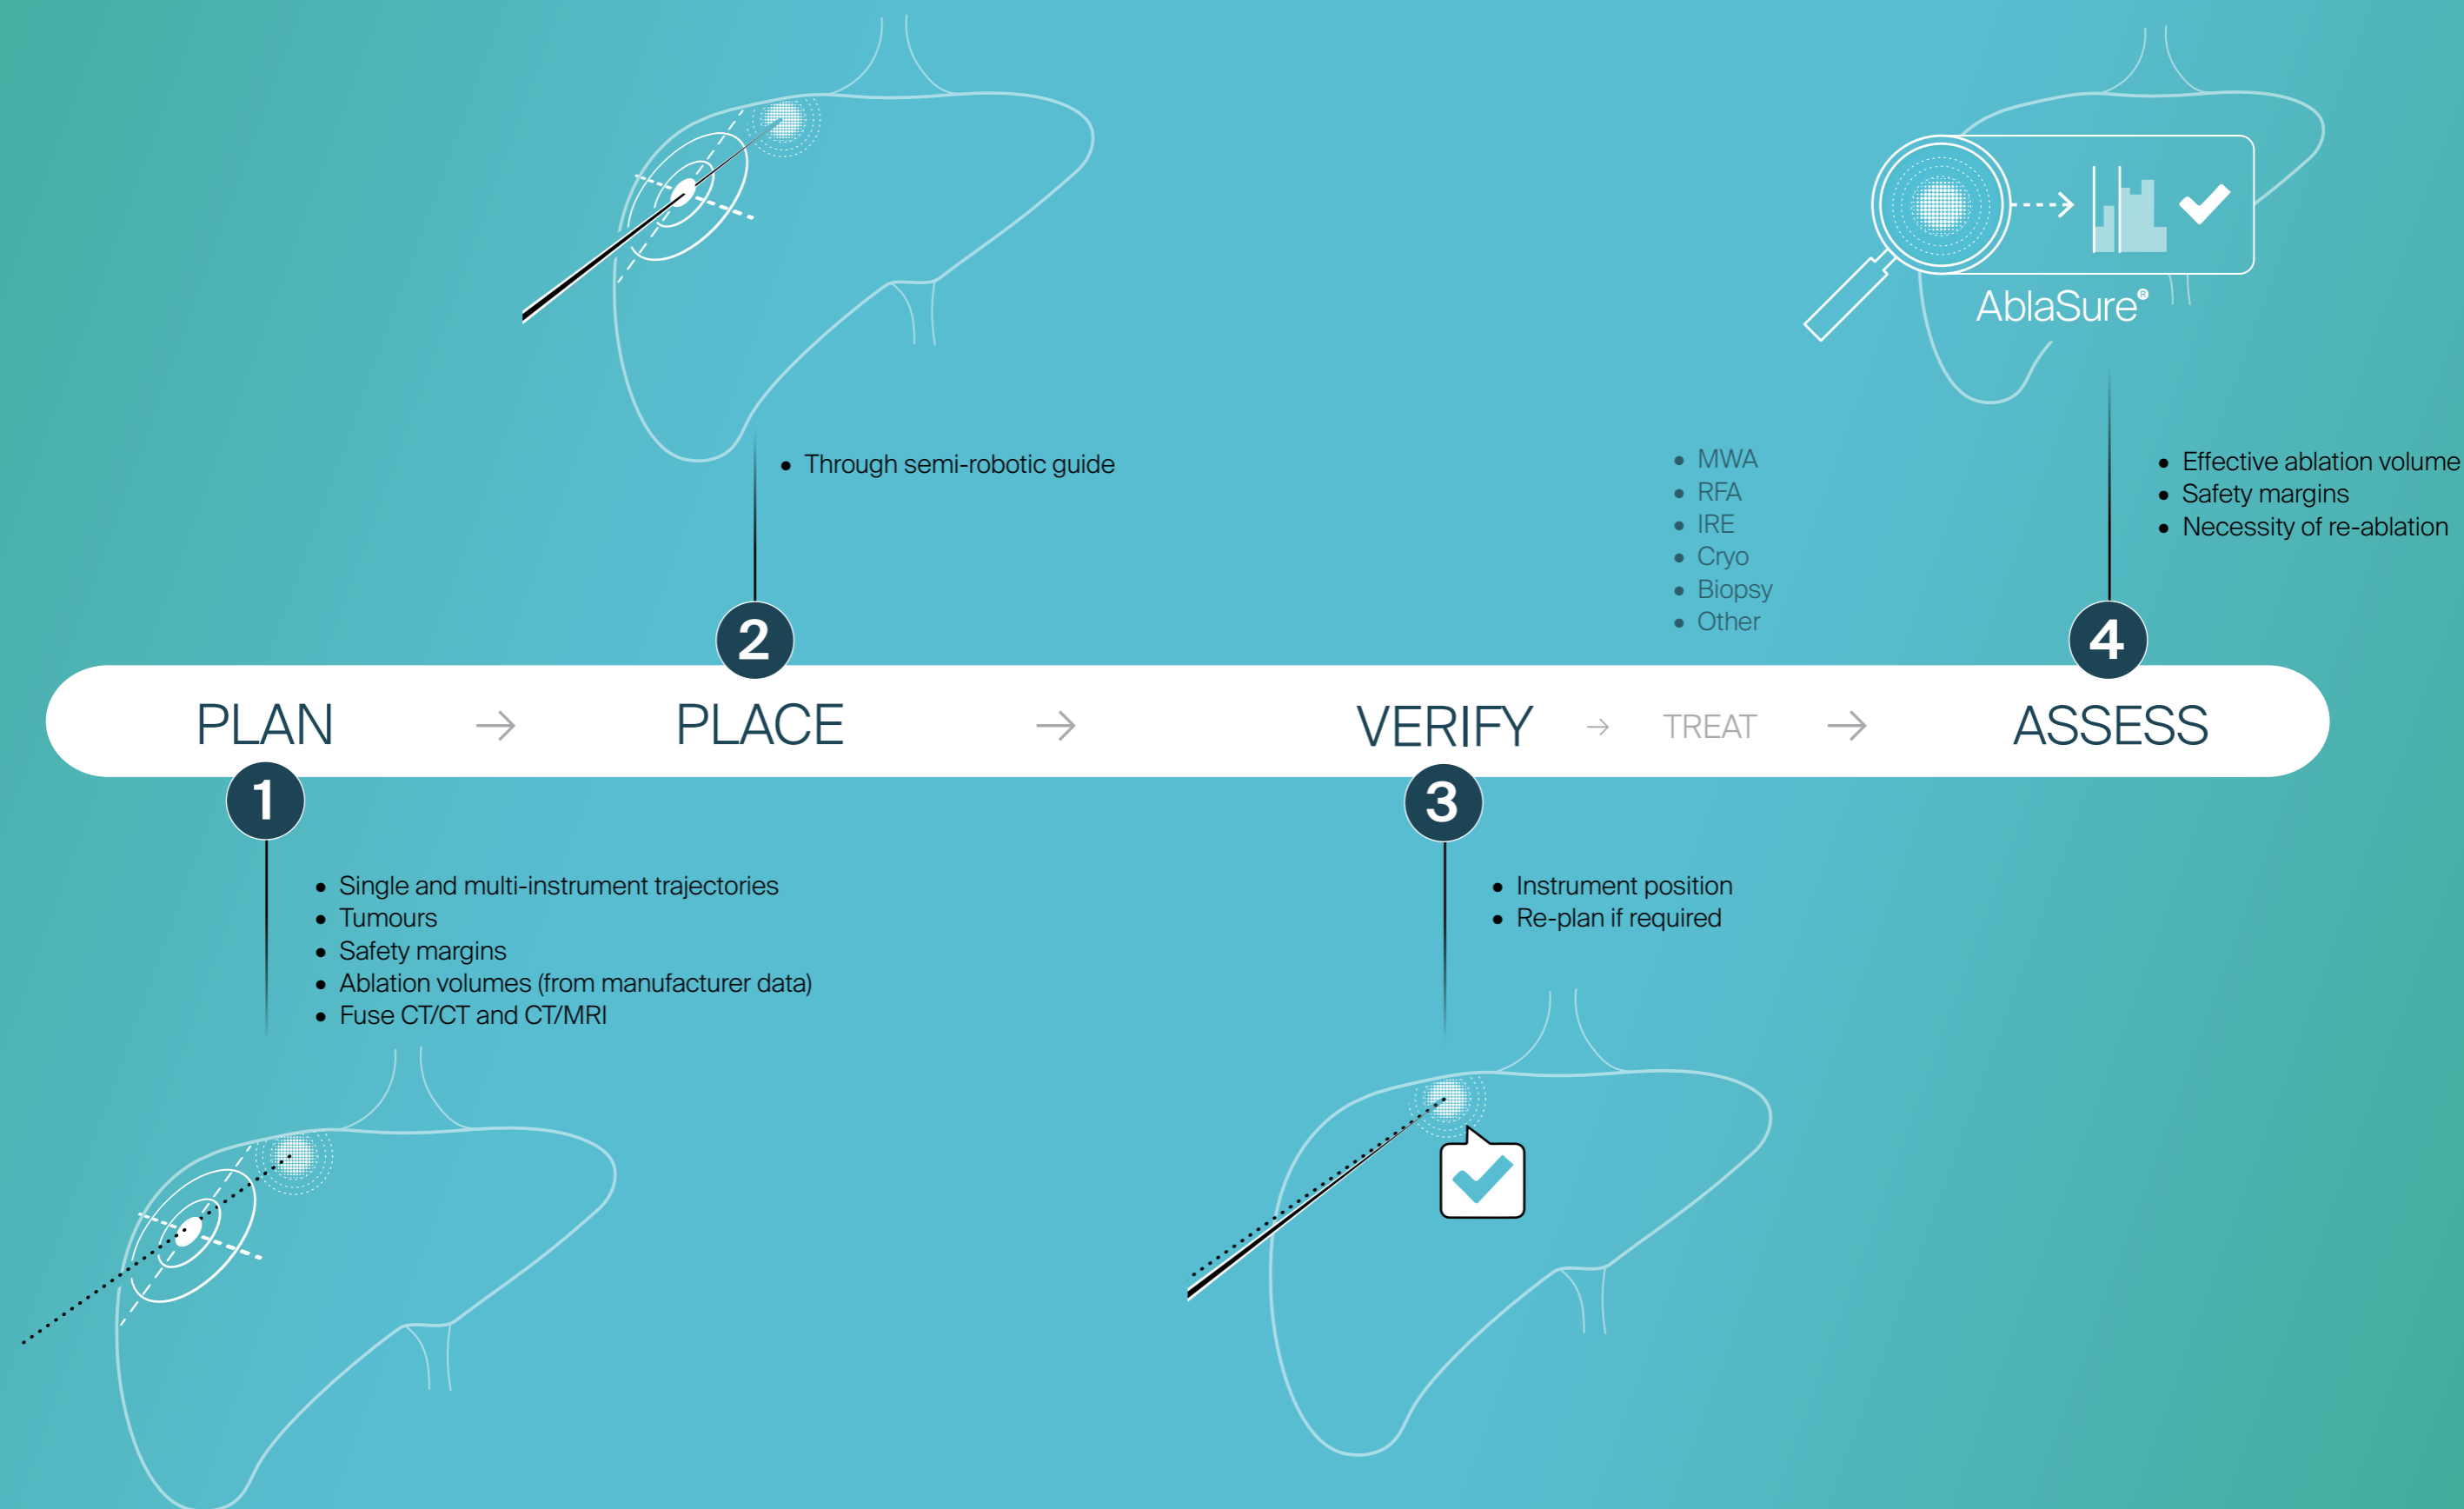 AblaSure®
• Through semi-robotic guide
• MWA
• RFA
• IRE
• Cryo
• Biopsy
• Other
• Effective ablation volume
• Safety margins
• Necessity of re-ablation
2
4
PLAN → PLACE → VERIFY → TREAT → ASSESS
1
3
• Single and multi-instrument trajectories
• Tumours
• Safety margins
• Ablation volumes (from manufacturer data)
• Fuse CT/CT and CT/MRI
• Instrument position
• Re-plan if required